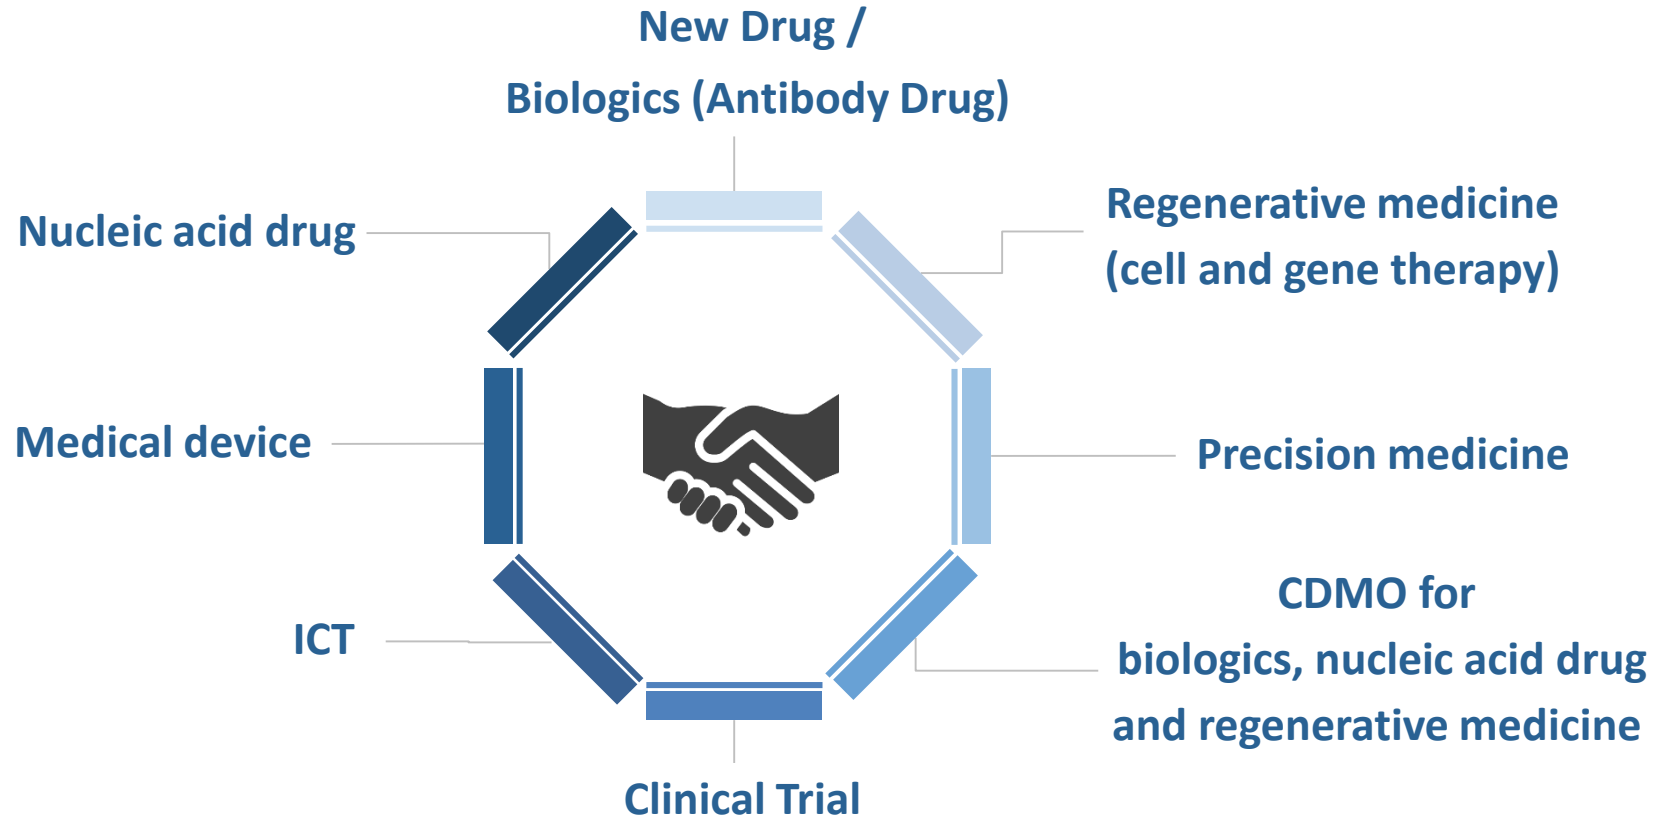 New Drug /
Biologics (Antibody Drug)
Nucleic acid drug
Regenerative medicine
(cell and gene therapy)
Medical device
Precision medicine
ICT
CDMO for
biologics, nucleic acid drug
and regenerative medicine
Clinical Trial